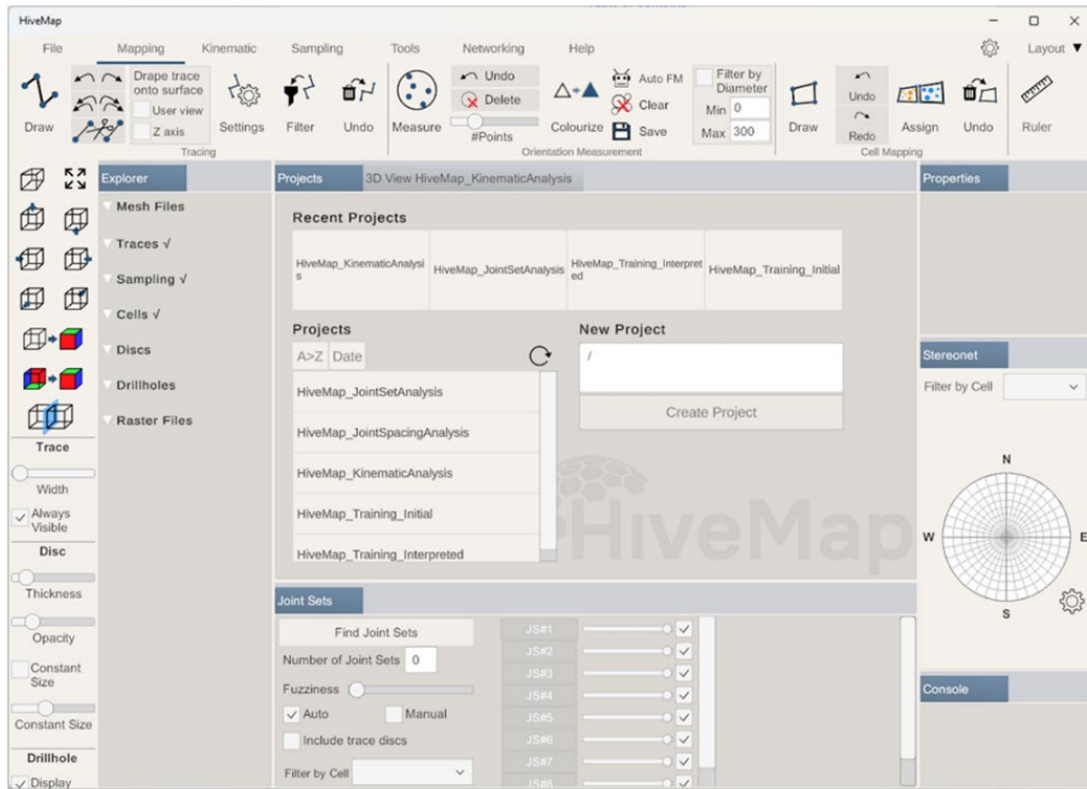 HiveMap
File Mapping Kinematic Sampling Tools Networking Help Layout ▼
Draw
Drape trace
onto surface
User view
Z axis
Settings
Filter
Undo
Tracing
Measure
Undo
Delete
#Points
Colourize
Auto FM
Clear
Save
Filter by
Diameter
Min 0
Max 300
Orientation Measurement
Draw
Undo
Redo
Assign
Undo
Cell Mapping
Ruler
Trace
Width
Always
Visible
Disc
Thickness
Opacity
Constant
Size
Constant Size
Drillhole
Display
Explorer
Mesh Files
Traces √
Sampling √
Cells √
Discs
Drillholes
Raster Files
Projects 3D View HiveMap_KinematicAnalysis
Recent Projects
HiveMap_KinematicAnalysi
s
HiveMap_JointSetAnalysis
HiveMap_Training_Interpret
ed
HiveMap_Training_Initial
Projects
A>Z Date
HiveMap_JointSetAnalysis
HiveMap_JointSpacingAnalysis
HiveMap_KinematicAnalysis
HiveMap_Training_Initial
HiveMap_Training_Interpreted
New Project
/
Create Project
HiveMap
Joint Sets
Find Joint Sets
Number of Joint Sets 0
Fuzziness
Auto Manual
Include trace discs
Filter by Cell
JS#1
JS#2
JS#3
JS#4
JS#5
JS#6
JS#7
JS#8
Properties
Stereonet
Filter by Cell
N
W E
S
Console